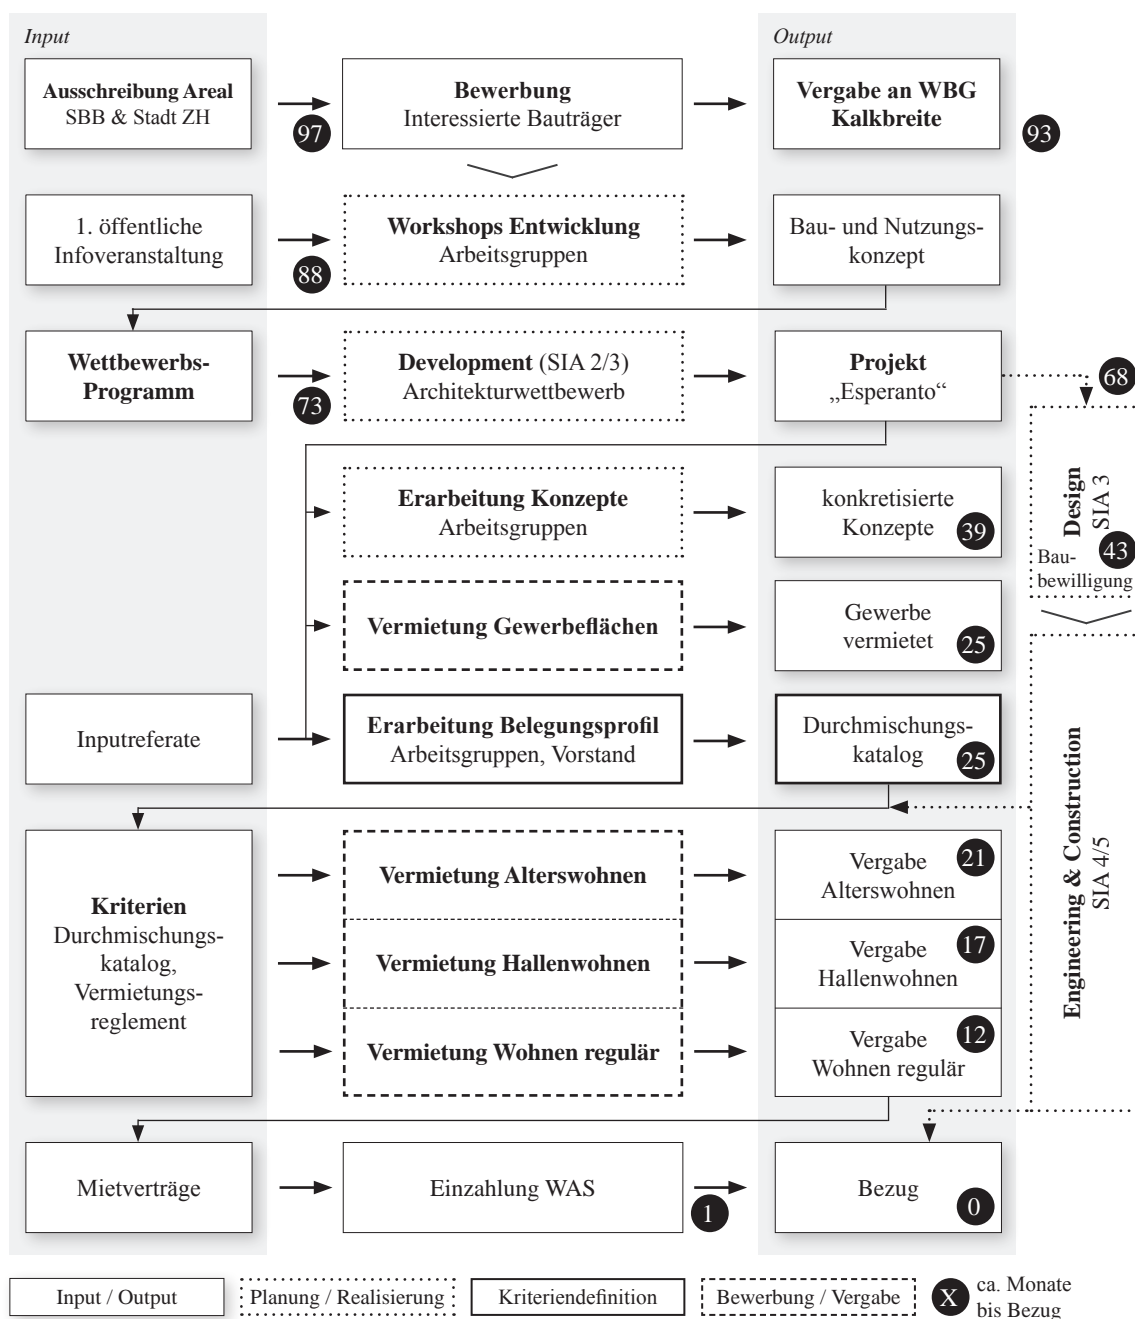 Input
Output
Ausschreibung Areal
SBB & Stadt ZH
97
Bewerbung
Interessierte Bauträger
Vergabe an WBG
Kalkbreite
93
1. öffentliche
Infoveranstaltung
88
Workshops Entwicklung
Arbeitsgruppen
Bau- und Nutzungs-
konzept
Wettbewerbs-
Programm
73
Development (SIA 2/3)
Architekturwettbewerb
Projekt
„Esperanto“
68
Erarbeitung Konzepte
Arbeitsgruppen
konkretisierte
Konzepte
39
Design
SIA 3
43
Bau-
bewilligung
Vermietung Gewerbeflächen
Gewerbe
vermietet
25
Inputreferate
Erarbeitung Belegungsprofil
Arbeitsgruppen, Vorstand
Durchmischungs-
katalog
25
Engineering & Construction
SIA 4/5
Kriterien
Durchmischungs-
katalog,
Vermietungs-
reglement
Vermietung Alterswohnen
Vergabe
Alterswohnen
21
Vermietung Hallenwohnen
Vergabe
Hallenwohnen
17
Vermietung Wohnen regulär
Vergabe
Wohnen regulär
12
Mietverträge
Einzahlung WAS
1
Bezug
0
Input / Output
Planung / Realisierung
Kriteriendefinition
Bewerbung / Vergabe
X
ca. Monate
bis Bezug